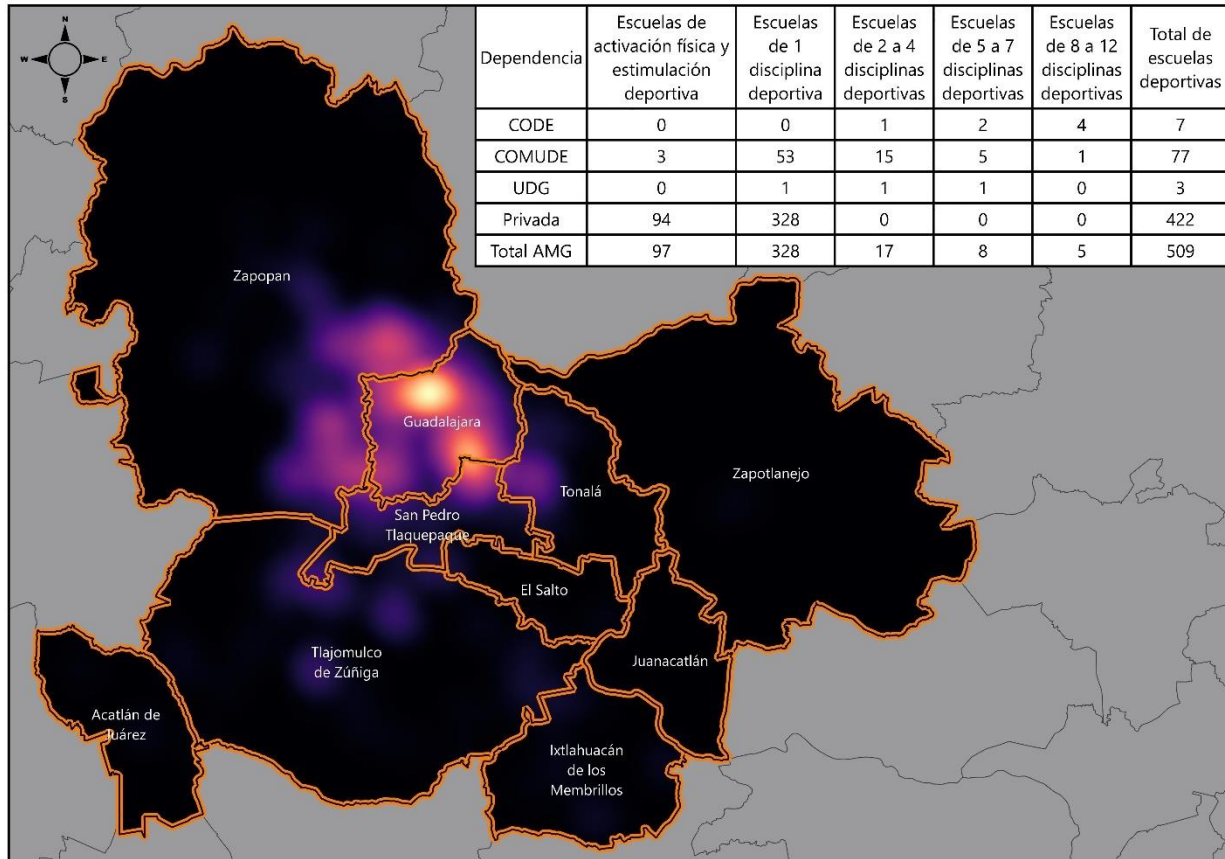 N
W E
S
Dependencia
Escuelas de
activación física y
estimulación
deportiva
Escuelas
de 1
disciplina
deportiva
Escuelas
de 2 a 4
disciplinas
deportivas
Escuelas
de 5 a 7
disciplinas
deportivas
Escuelas
de 8 a 12
disciplinas
deportivas
Total de
escuelas
deportivas
CODE 0 0 1 2 4 7
COMUDE 3 53 15 5 1 77
UDG 0 1 1 1 0 3
Privada 94 328 0 0 0 422
Total AMG 97 328 17 8 5 509
Zapopan
Guadalajara
Zapotlanejo
Tonalá
San Pedro
Tlaquepaque
El Salto
Tlajomulco
de Zúñiga
Juanacatlán
Acatlán de
Juárez
Ixtlahuacán
de los
Membrillos